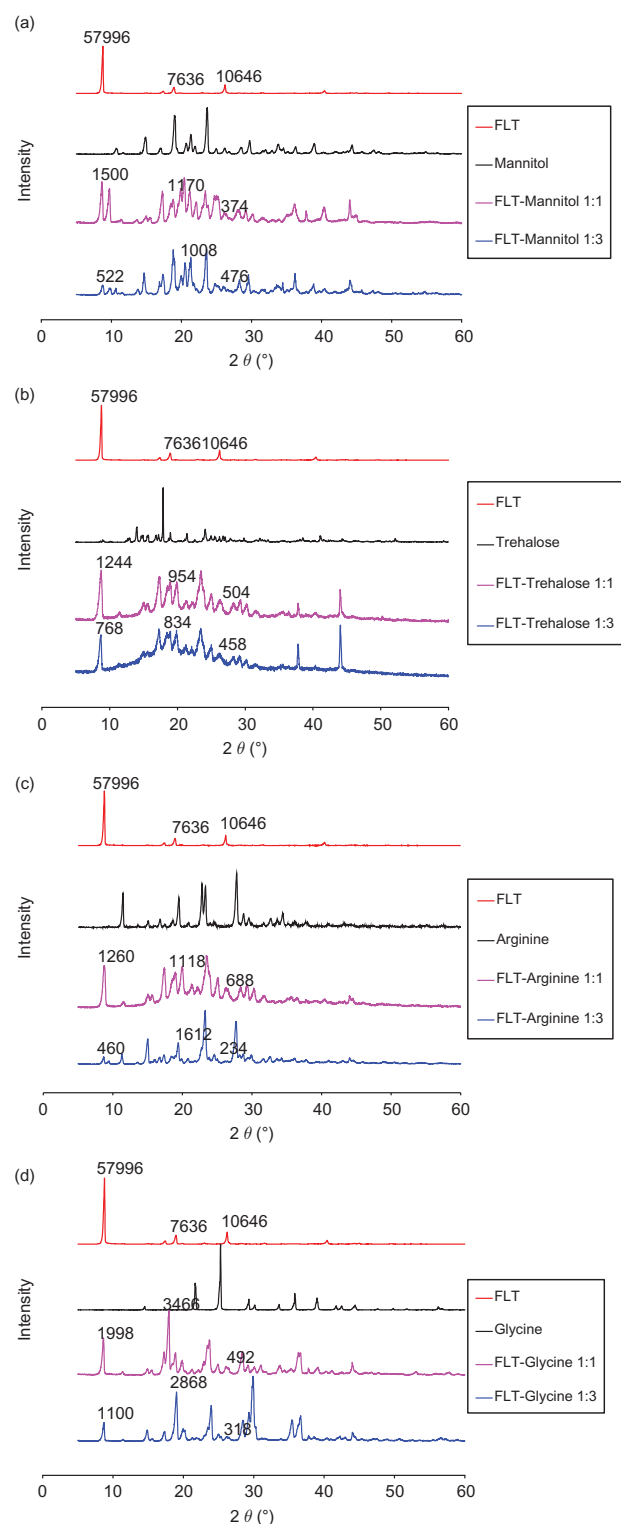 (a)
57996
7636
10646
1500
1170
374
522
1008
476
Intensity
0
10
20
30
40
50
60
2 θ (°)
FLT
Mannitol
FLT-Mannitol 1:1
FLT-Mannitol 1:3
(b)
57996
763610646
1244
954
504
768
834
458
Intensity
0
10
20
30
40
50
60
2 θ (°)
FLT
Trehalose
FLT-Trehalose 1:1
FLT-Trehalose 1:3
(c)
57996
7636
10646
1260
1118
688
460
1612
234
Intensity
0
10
20
30
40
50
60
2 θ (°)
FLT
Arginine
FLT-Arginine 1:1
FLT-Arginine 1:3
(d)
57996
7636
10646
3466
1998
492
2868
1100
318
Intensity
0
10
20
30
40
50
60
2 θ (°)
FLT
Glycine
FLT-Glycine 1:1
FLT-Glycine 1:3